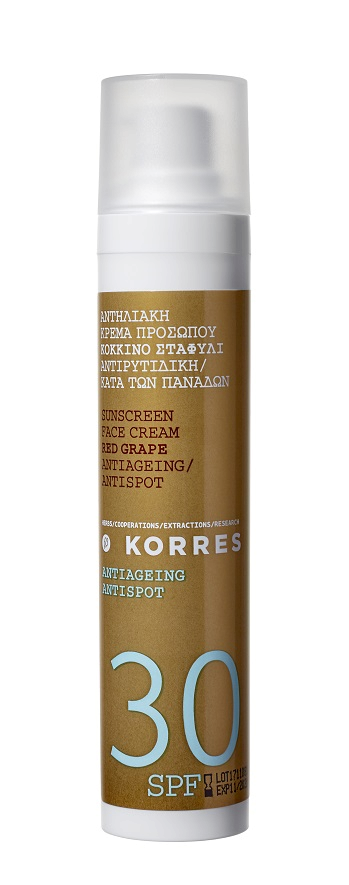 ΑΝΤΗΛΙΑΚΗ
ΚΡΕΜΑ ΠΡΟΣΩΠΟΥ
ΚΟΚΚΙΝΟ ΣΤΑΦΥΛΙ
ΑΝΤΙΡΥΤΙΔΙΚΗ/
ΚΑΤΑ ΤΩΝ ΠΑΝΑΔΩΝ
SUNSCREEN
FACE CREAM
RED GRAPE
ANTIAGEING/
ANTISPOT
HERBS/COOPERATIONS/EXTRACTIONS/RESEARCH
KORRES
ANTIAGEING
ANTISPOT
30
SPF